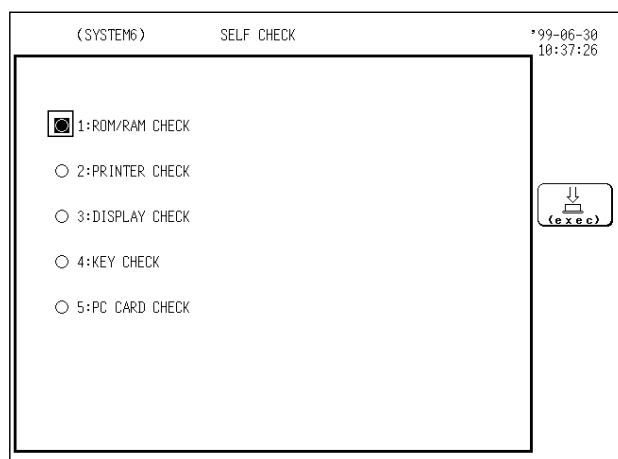 (SYSTEM6) SELF CHECK '99-06-30
10:37:26
1:ROM/RAM CHECK
2:PRINTER CHECK
3:DISPLAY CHECK
(exec)
4:KEY CHECK
5:PC CARD CHECK